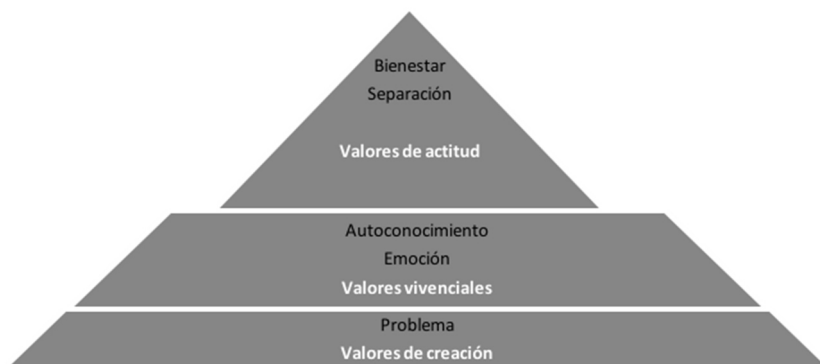 Bienestar
Separación
Valores de actitud
Autoconocimiento
Emoción
Valores vivenciales
Problema
Valores de creación